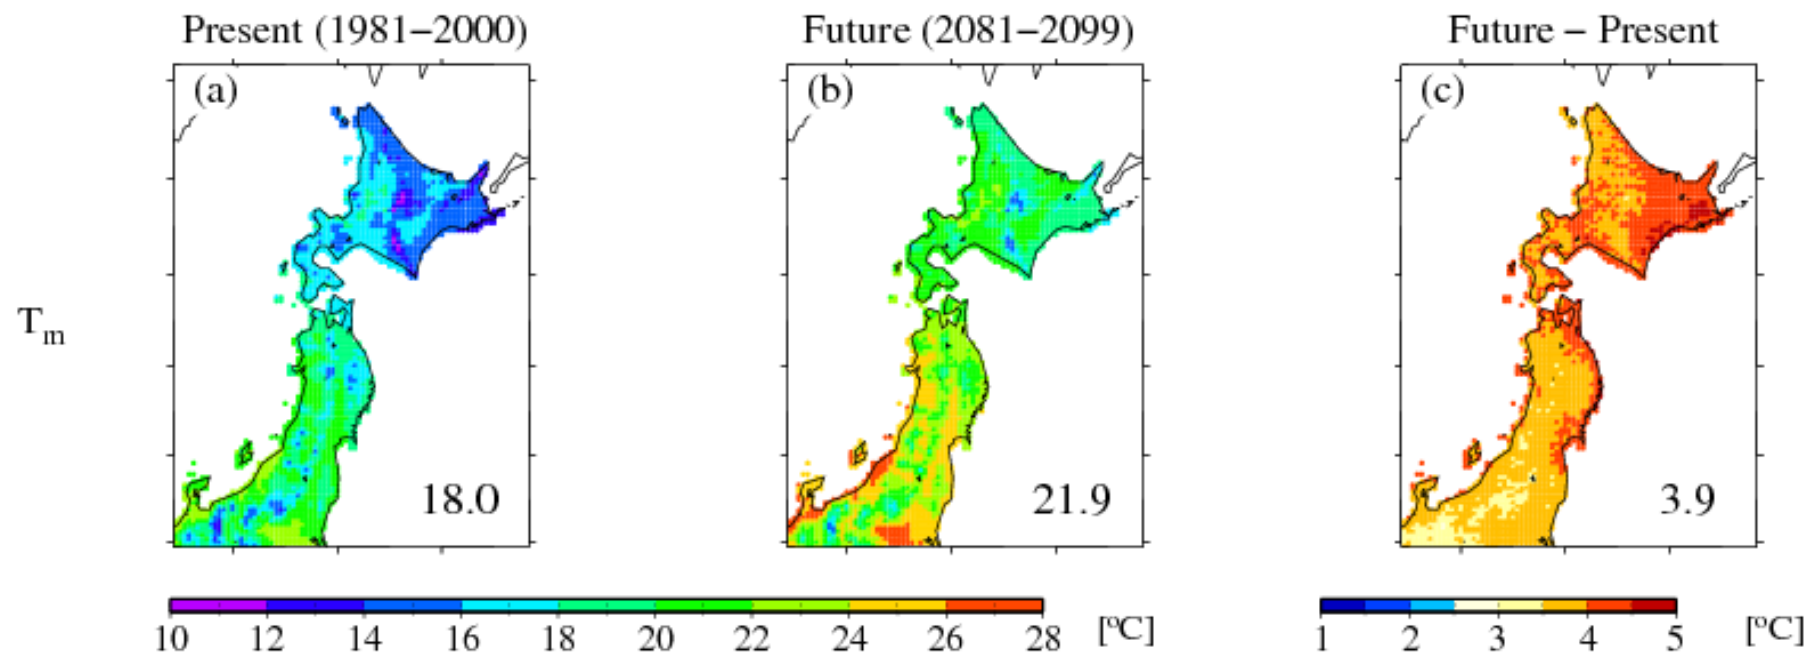 Present (1981−2000) Future (2081−2099) Future − Present
(a) (b) (c)
Tm
18.0 21.9 3.9
10 12 14 16 18 20 22 24 26 28 [ºC] 1 2 3 4 5 [ºC]